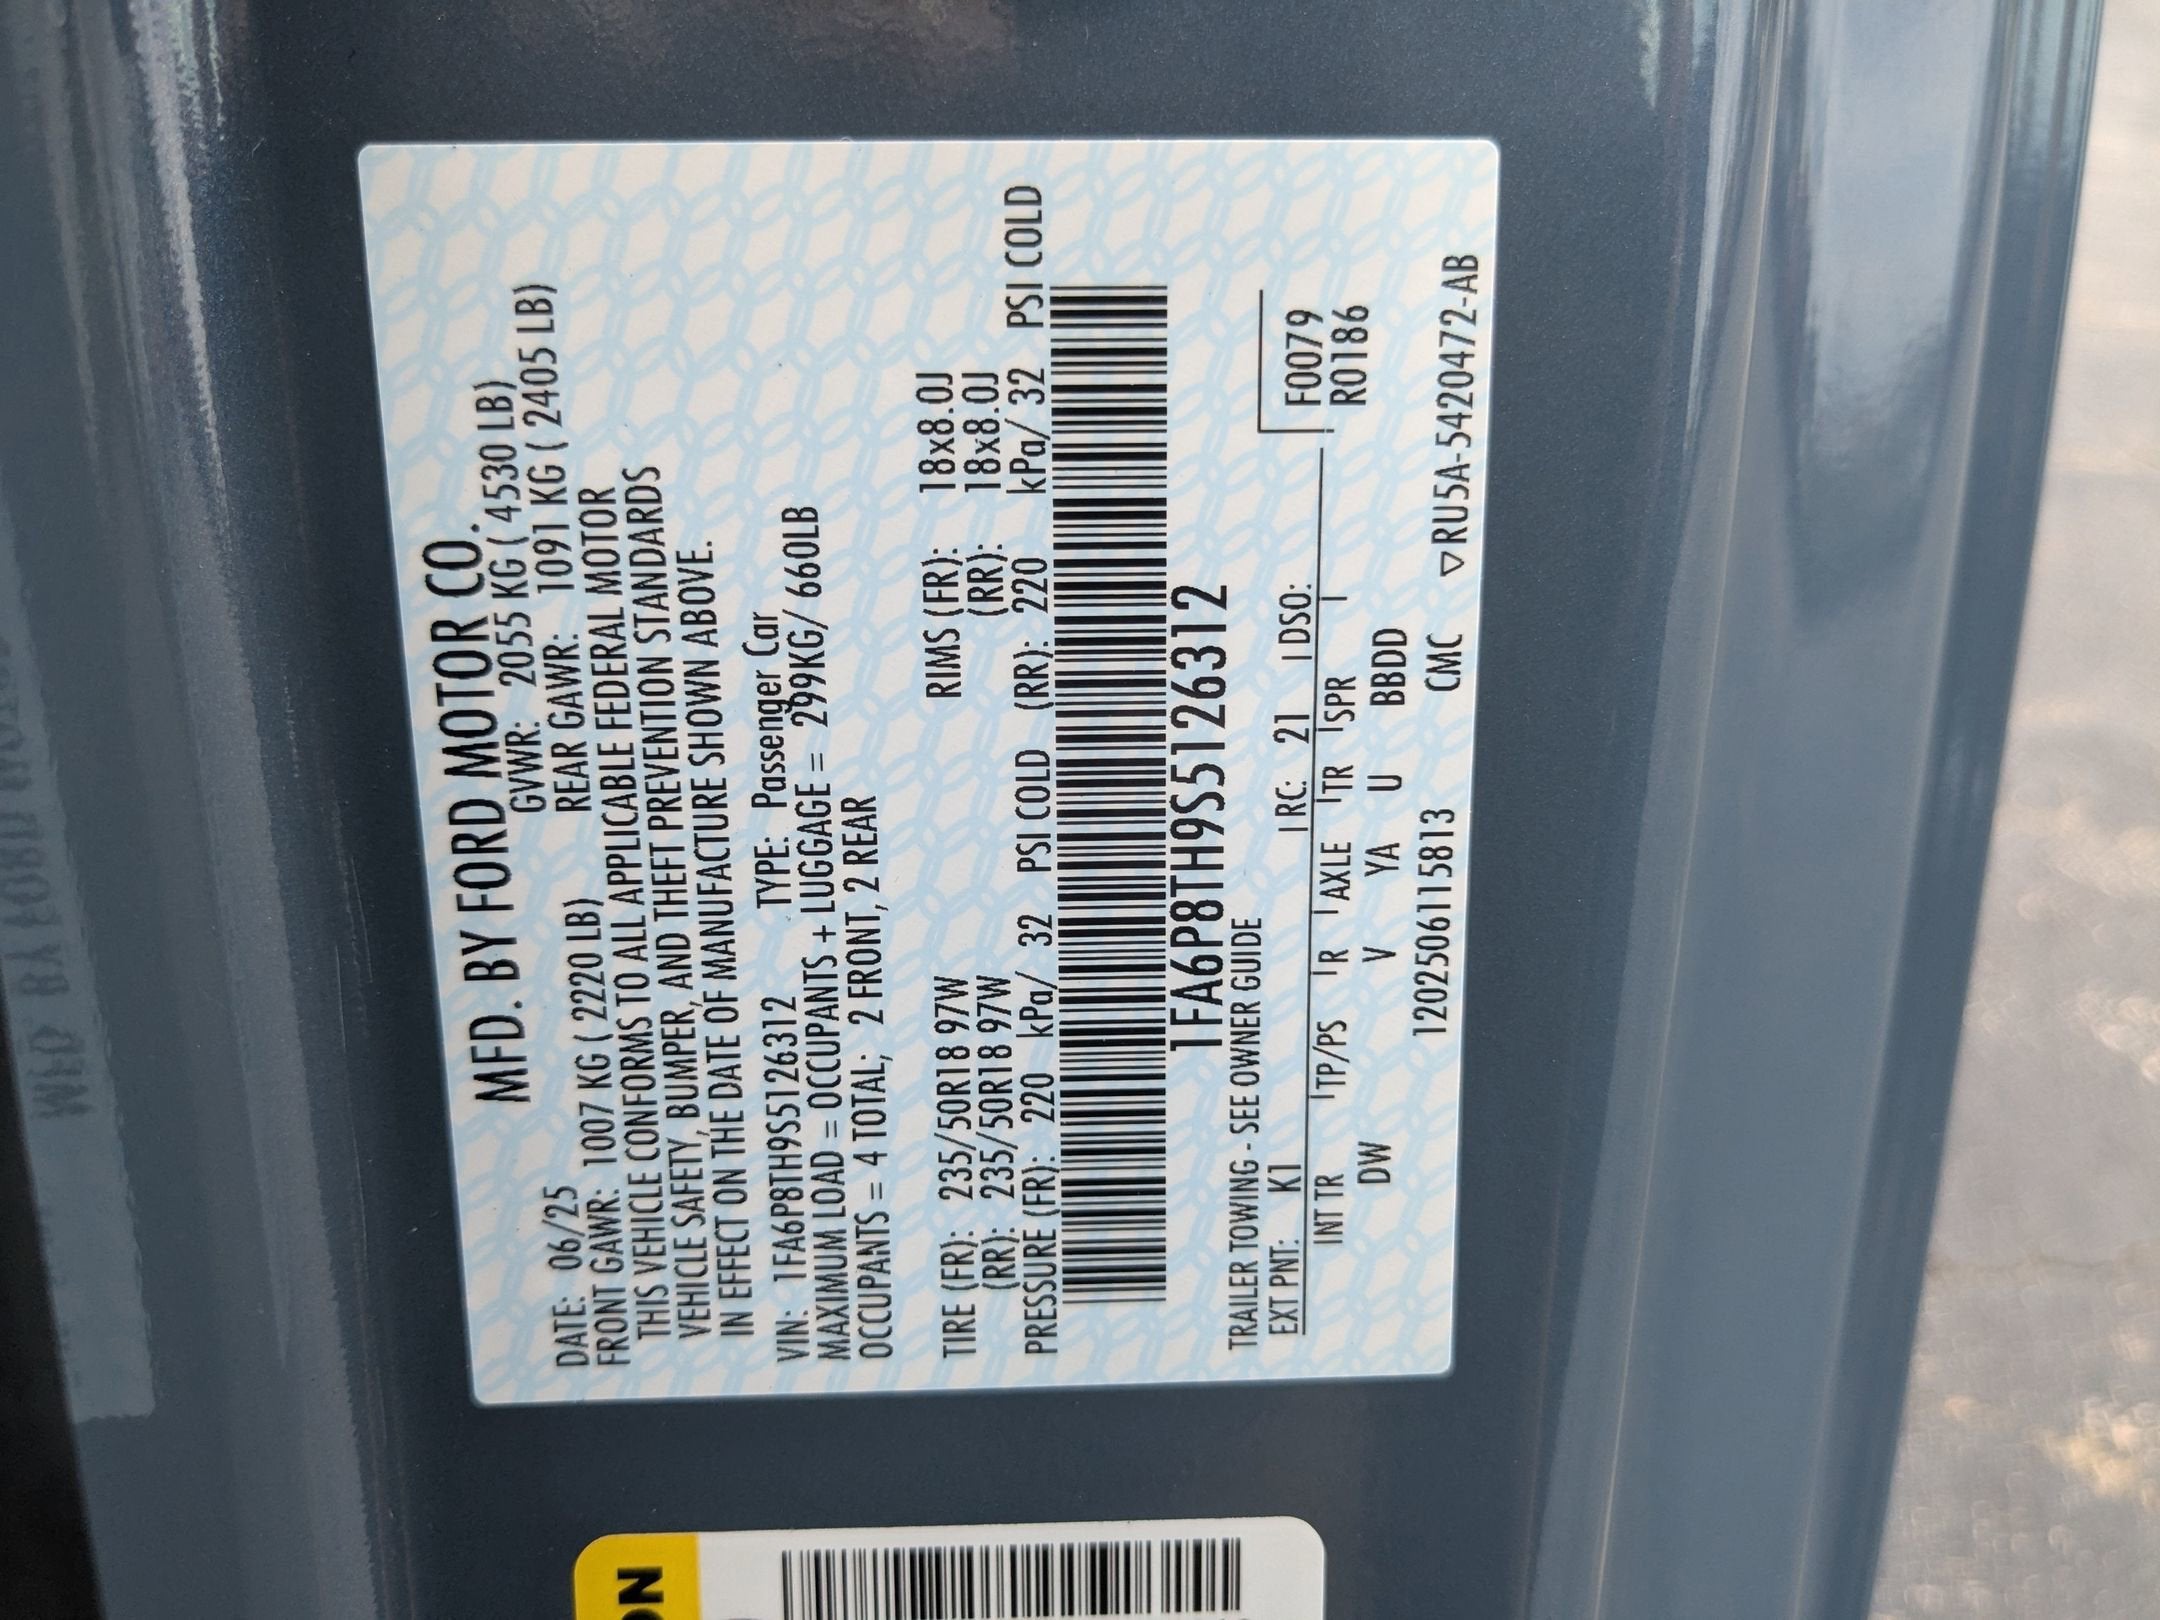 MFD. BY FORD MOTOR CO.
DATE: 06/25 GVWR: 2055 KG ( 4530 LB)
FRONT GAWR: 1007 KG ( 2220 LB) REAR GAWR: 1091 KG ( 2405 LB)
THIS VEHICLE CONFORMS TO ALL APPLICABLE FEDERAL MOTOR
VEHICLE SAFETY, BUMPER, AND THEFT PREVENTION STANDARDS
IN EFFECT ON THE DATE OF MANUFACTURE SHOWN ABOVE.
VIN: 1FA6P8TH9S5126312 TYPE: Passenger Car
MAXIMUM LOAD = OCCUPANTS + LUGGAGE = 299KG/ 660LB
OCCUPANTS = 4 TOTAL; 2 FRONT, 2 REAR
TIRE (FR): 235/50R18 97W RIMS (FR): 18x8.0J
(RR): 235/50R18 97W (RR): 18x8.0J
PRESSURE (FR): 220 kPa/ 32 PSI COLD (RR): 220 kPa/ 32 PSI COLD
1FA6P8TH9S5126312
TRAILER TOWING - SEE OWNER GUIDE
EXT PNT: K1 RC: 21 DSO: F0079
INT TR TP/PS R AXLE TR SPR R0186
DW V YA U BBDD
12025061 15813 CMC ▽RU5A-5420472-AB
ON